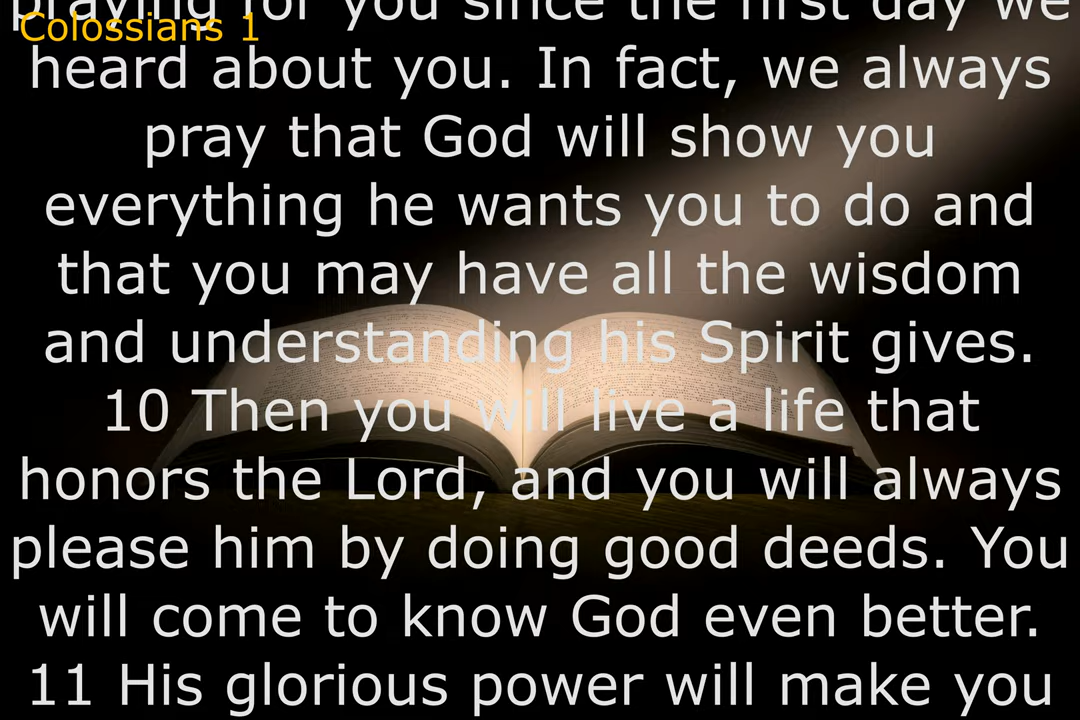 praying for you since the first day we
Colossians 1
heard about you. In fact, we always
pray that God will show you
everything he wants you to do and
that you may have all the wisdom
and understanding his Spirit gives.
10 Then you will live a life that
honors the Lord, and you will always
please him by doing good deeds. You
will come to know God even better.
11 His glorious power will make you